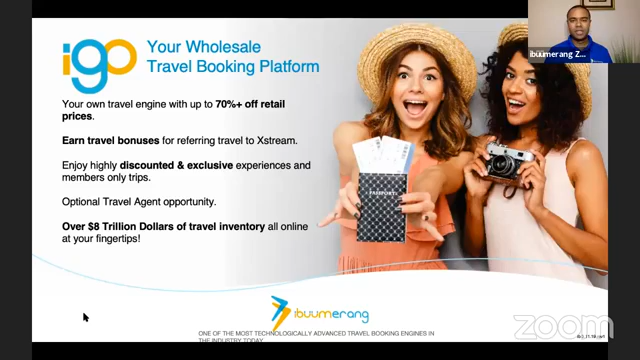 igo
Your Wholesale
Travel Booking Platform
Your own travel engine with up to 70%+ off retail
prices.
Earn travel bonuses for referring travel to Xstream.
Enjoy highly discounted & exclusive experiences and
members only trips.
Optional Travel Agent opportunity.
Over $8 Trillion Dollars of travel inventory all online
at your fingertips!
ibuumerang Z...
PASSPORT
ibuumerang
ONE OF THE MOST TECHNOLOGICALLY ADVANCED TRAVEL BOOKING ENGINES IN
THE INDUSTRY TODAY
zoom